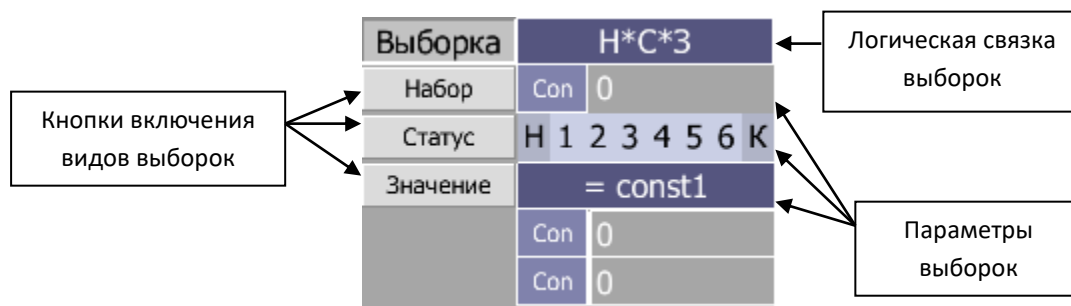 Выборка
Н*С*З
Логическая связка
выборок
Набор
Con
0
Кнопки включения
видов выборок
Статус
Н 1 2 3 4 5 6 К
Значение
= const1
Con
0
Con
0
Параметры
выборок